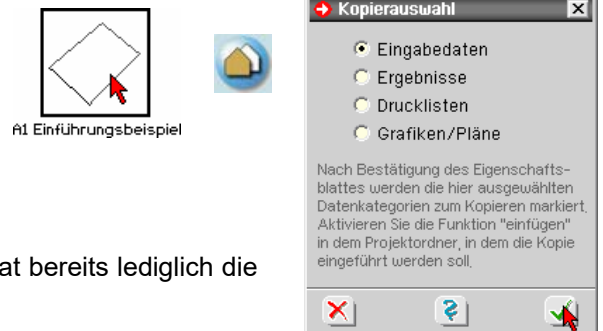 Kopierauswahl
Eingabedaten
Ergebnisse
Drucklisten
Grafiken/Pläne
A1 Einführungsbeispiel
Nach Bestätigung des Eigenschafts-
blattes werden die hier ausgewählten
Datenkategorien zum Kopieren markiert.
Aktivieren Sie die Funktion "einfügen"
in dem Projektordner, in dem die Kopie
eingeführt werden soll.
at bereits lediglich die